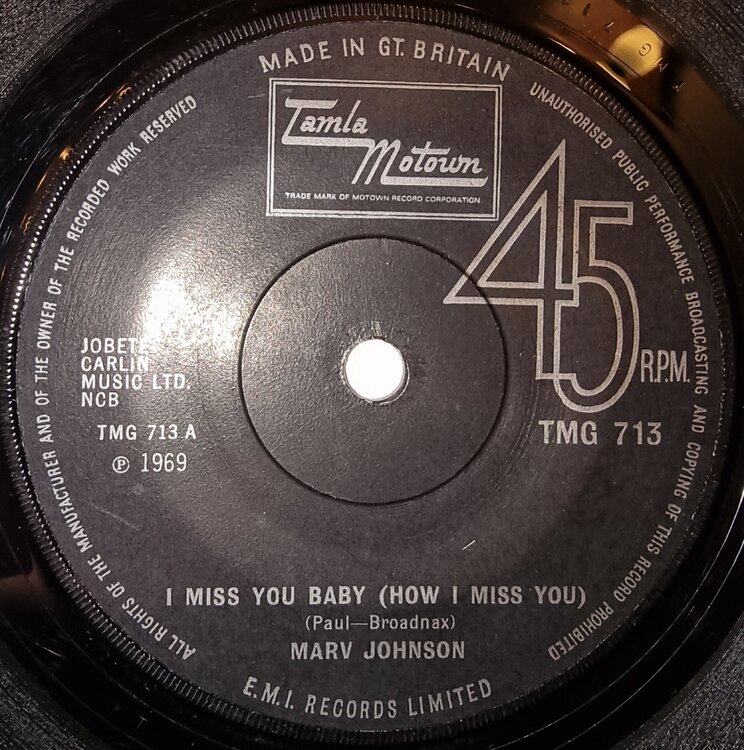 MADE IN GT. BRITAIN
Tamla
Motown
TRADE MARK OF MOTOWN RECORD CORPORATION
UNAUTHORISED PUBLIC PERFORMANCE BROADCASTING AND COPYING OF THIS RECORD PROHIBITED
ALL RIGHTS OF THE MANUFACTURER AND OF THE OWNER OF THE RECORDED WORK RESERVED
45
R.P.M.
TMG 713
JOBETE
CARLIN
MUSIC LTD.
NCB
TMG 713 A
℗ 1969
I MISS YOU BABY (HOW I MISS YOU)
(Paul—Broadnax)
MARV JOHNSON
E.M.I. RECORDS LIMITED